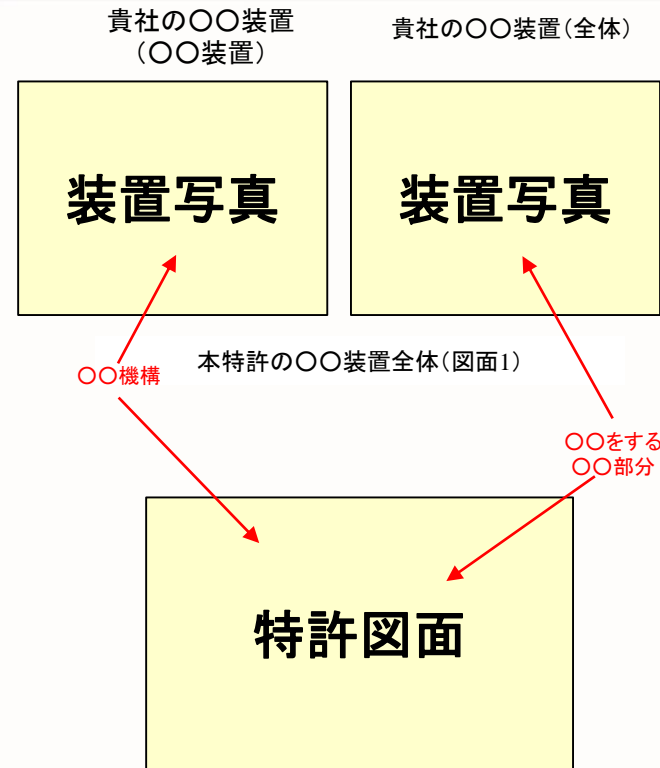 貴社の〇〇装置
(〇〇装置)
貴社の〇〇装置(全体)
装置写真
装置写真
〇〇機構
本特許の〇〇装置全体(図面1)
〇〇をする
〇〇部分
特許図面